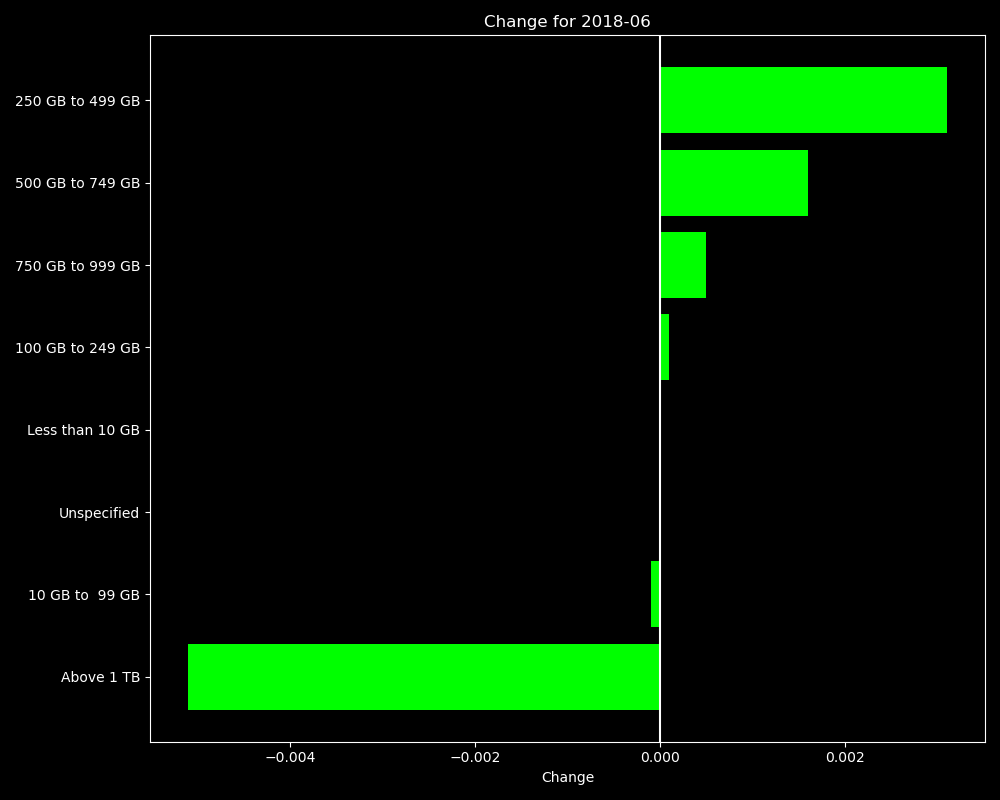 Change for 2018-06
250 GB to 499 GB
500 GB to 749 GB
750 GB to 999 GB
100 GB to 249 GB
Less than 10 GB
Unspecified
10 GB to  99 GB
Above 1 TB
−0.004 −0.002 0.000 0.002
Change